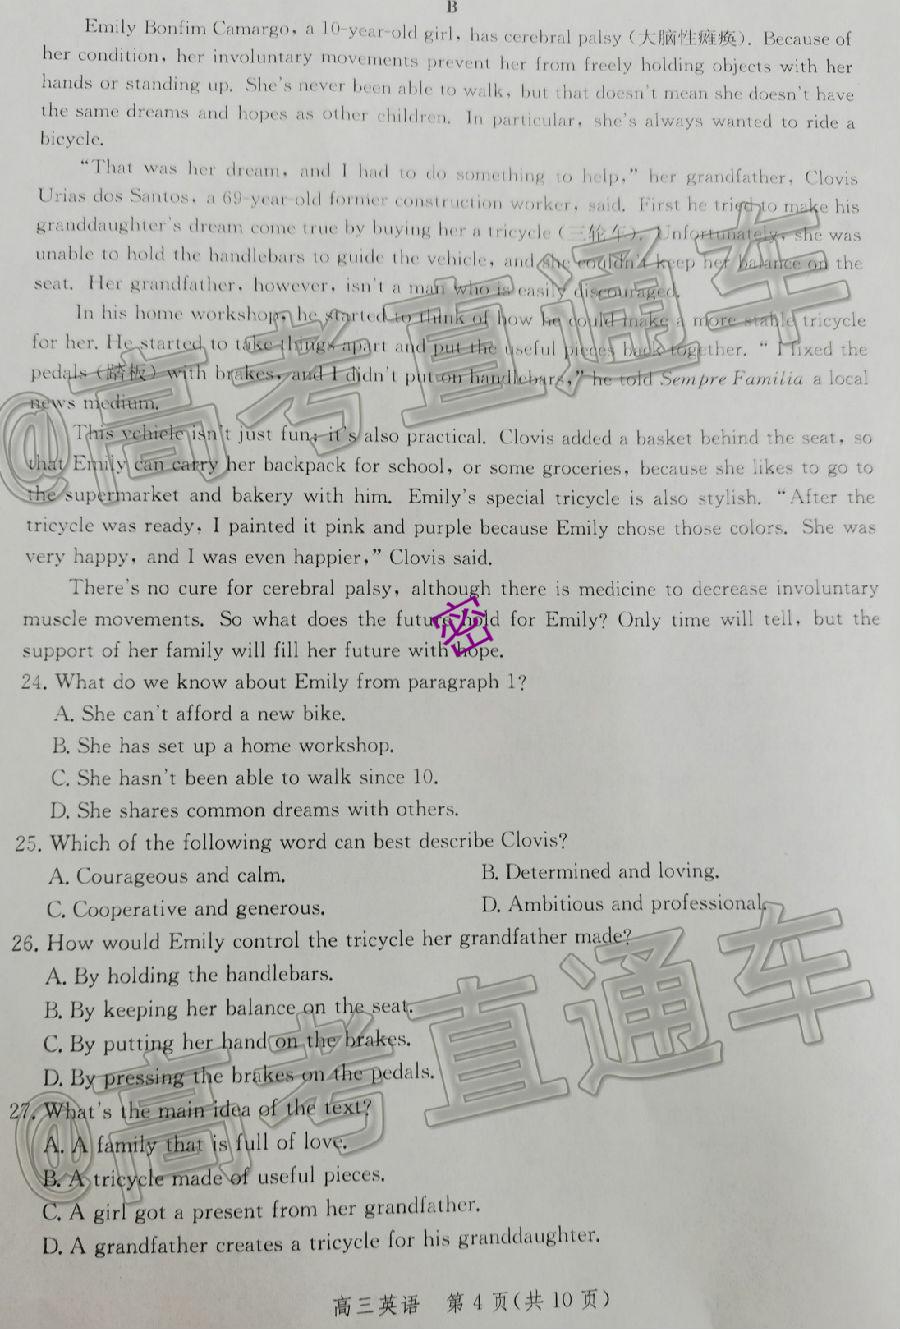 B
Emily Bonfim Camargo, a 10-year-old girl, has cerebral palsy (大脑性瘫痪). Because of
her condition, her involuntary movements prevent her from freely holding objects with her
hands or standing up. She's never been able to walk, but that doesn't mean she doesn't have
the same dreams and hopes as other children. In particular, she's always wanted to ride a
bicycle.
"That was her dream, and I had to do something to help," her grandfather, Clovis
Urias dos Santos, a 69-year-old former construction worker, said. First he tried to make his
granddaughter's dream come true by buying her a tricycle (三轮车). Unfortunately, she was
unable to hold the handlebars to guide the vehicle, and she couldn't keep her balance on the
seat. Her grandfather, however, isn't a man who is easily discouraged.
In his home workshop, he started to think of how he could make a more stable tricycle
for her. He started to take things apart and put the useful pieces back together. "I fixed the
pedals (踏板) with brakes, and I didn't put on handlebars," he told Sempre Familia a local
news medium.
This vehicle isn't just fun; it's also practical. Clovis added a basket behind the seat, so
that Emily can carry her backpack for school, or some groceries, because she likes to go to
the supermarket and bakery with him. Emily's special tricycle is also stylish. "After the
tricycle was ready, I painted it pink and purple because Emily chose those colors. She was
very happy, and I was even happier," Clovis said.
There's no cure for cerebral palsy, although there is medicine to decrease involuntary
muscle movements. So what does the future hold for Emily? Only time will tell, but the
support of her family will fill her future with hope.
密
24. What do we know about Emily from paragraph 1?
A. She can't afford a new bike.
B. She has set up a home workshop.
C. She hasn't been able to walk since 10.
D. She shares common dreams with others.
25. Which of the following word can best describe Clovis?
A. Courageous and calm. B. Determined and loving.
C. Cooperative and generous. D. Ambitious and professional.
26. How would Emily control the tricycle her grandfather made?
A. By holding the handlebars.
B. By keeping her balance on the seat.
C. By putting her hand on the brakes.
D. By pressing the brakes on the pedals.
27. What's the main idea of the text?
A. A family that is full of love.
B. A tricycle made of useful pieces.
C. A girl got a present from her grandfather.
D. A grandfather creates a tricycle for his granddaughter.
高三英语 第 4 页(共 10 页)
@高考直通车
@高考直通车